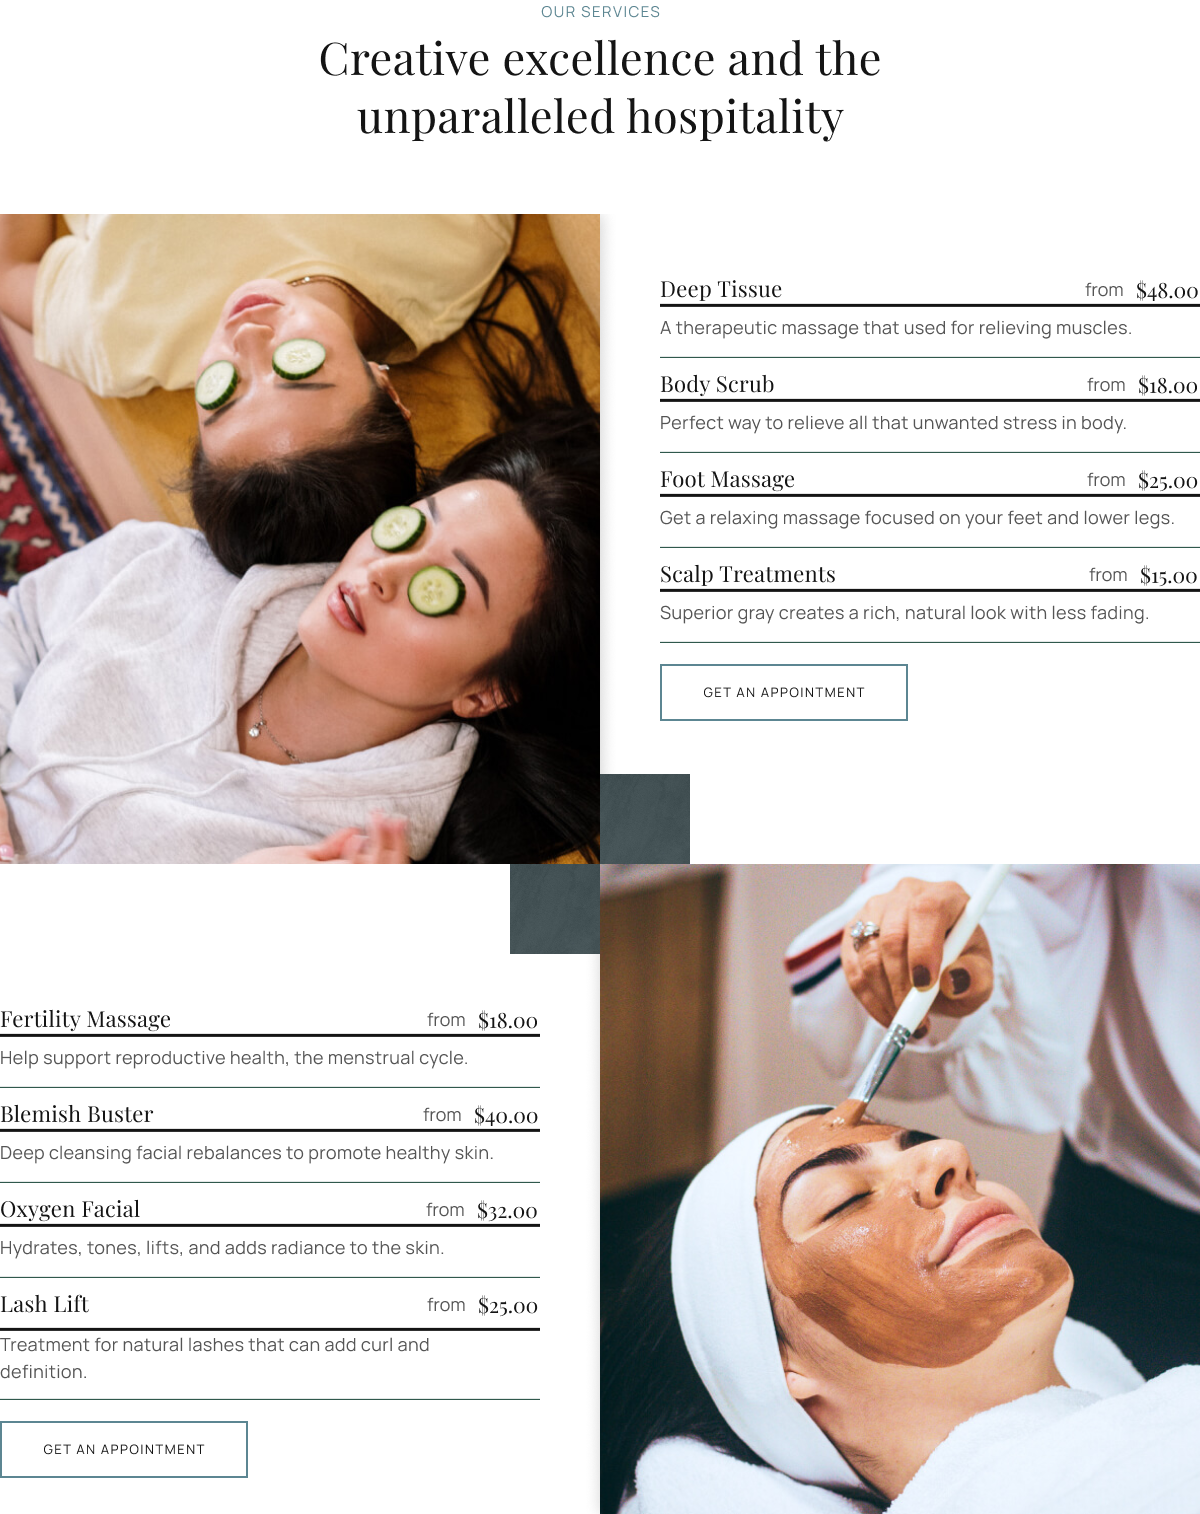 OUR SERVICES
Creative excellence and the
unparalleled hospitality
Deep Tissue from $48.00
A therapeutic massage that used for relieving muscles.
Body Scrub from $18.00
Perfect way to relieve all that unwanted stress in body.
Foot Massage from $25.00
Get a relaxing massage focused on your feet and lower legs.
Scalp Treatments from $15.00
Superior gray creates a rich, natural look with less fading.
GET AN APPOINTMENT
Fertility Massage from $18.00
Help support reproductive health, the menstrual cycle.
Blemish Buster from $40.00
Deep cleansing facial rebalances to promote healthy skin.
Oxygen Facial from $32.00
Hydrates, tones, lifts, and adds radiance to the skin.
Lash Lift from $25.00
Treatment for natural lashes that can add curl and
definition.
GET AN APPOINTMENT